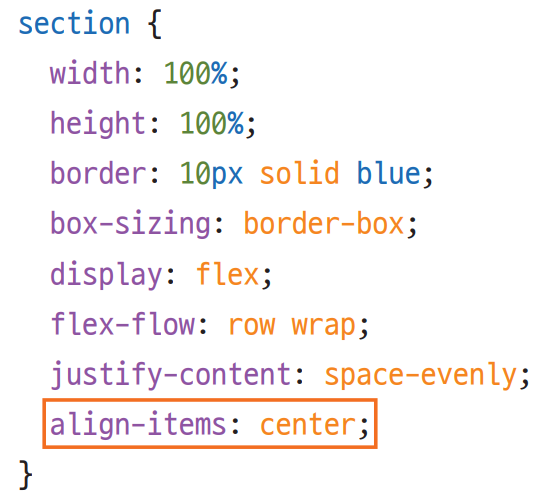 section {
width: 100%;
height: 100%;
border: 10px solid blue;
box-sizing: border-box;
display: flex;
flex-flow: row wrap;
justify-content: space-evenly;
align-items: center;
}